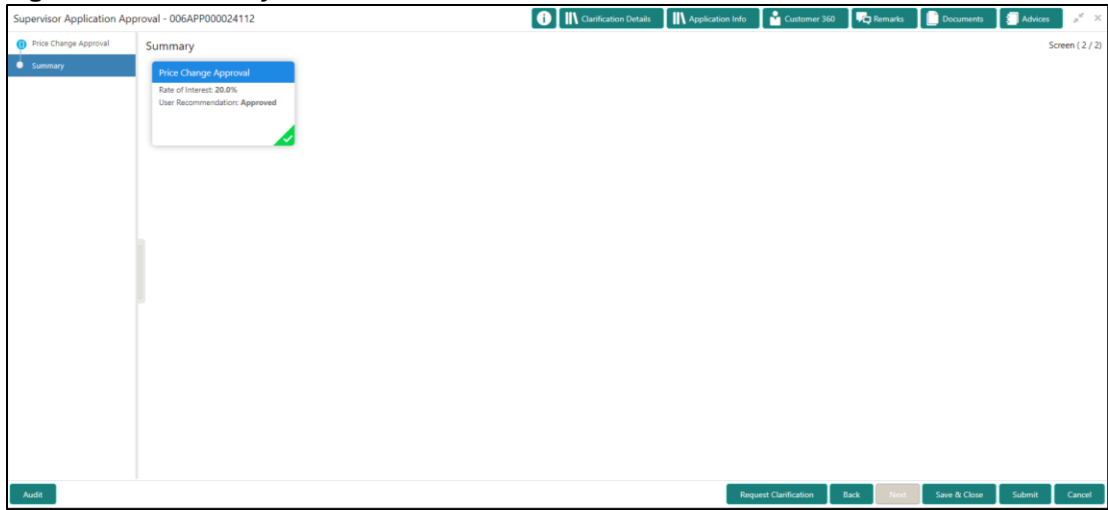 Supervisor Application Approval - 006APP000024112
Clarification Details
Application Info
Customer 360
Remarks
Documents
Advices
Price Change Approval
Summary
Summary
Screen ( 2 / 2)
Price Change Approval
Rate of Interest: 20.0%
User Recommendation: Approved
Audit
Request Clarification
Back
Next
Save & Close
Submit
Cancel